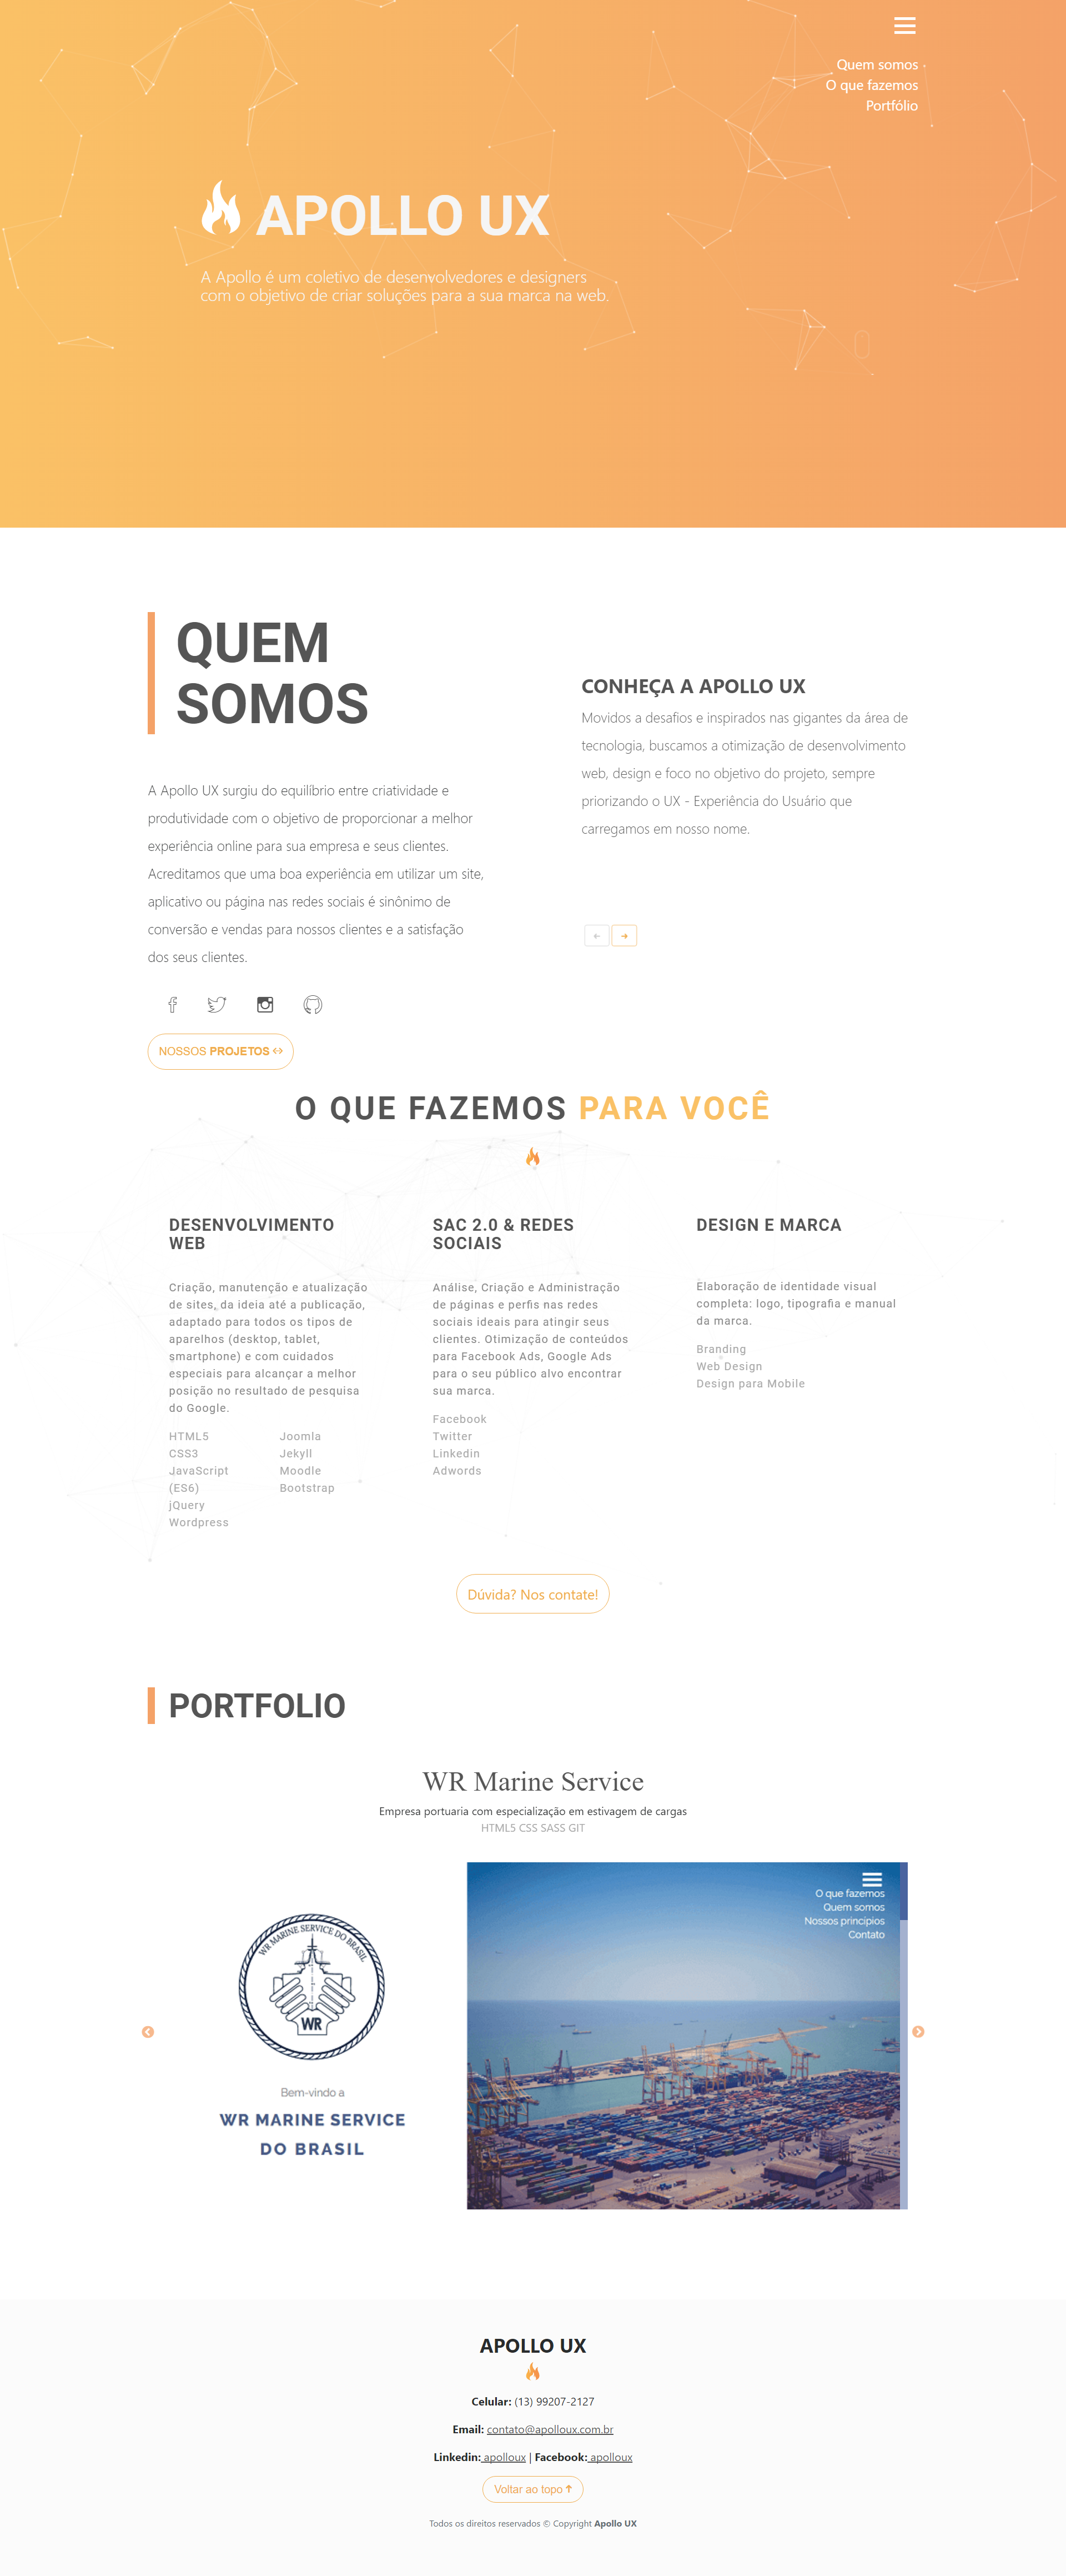 Quem somos
O que fazemos
Portfólio
APOLLO UX
A Apollo é um coletivo de desenvolvedores e designers
com o objetivo de criar soluções para a sua marca na web.
QUEM
SOMOS
A Apollo UX surgiu do equilíbrio entre criatividade e
produtividade com o objetivo de proporcionar a melhor
experiência online para sua empresa e seus clientes.
Acreditamos que uma boa experiência em utilizar um site,
aplicativo ou página nas redes sociais é sinônimo de
conversão e vendas para nossos clientes e a satisfação
dos seus clientes.
NOSSOS PROJETOS
CONHEÇA A APOLLO UX
Movidos a desafios e inspirados nas gigantes da área de
tecnologia, buscamos a otimização de desenvolvimento
web, design e foco no objetivo do projeto, sempre
priorizando o UX - Experiência do Usuário que
carregamos em nosso nome.
O QUE FAZEMOS PARA VOCÊ
DESENVOLVIMENTO
WEB
Criação, manutenção e atualização
de sites, da ideia até a publicação,
adaptado para todos os tipos de
aparelhos (desktop, tablet,
smartphone) e com cuidados
especiais para alcançar a melhor
posição no resultado de pesquisa
do Google.
HTML5
CSS3
JavaScript
(ES6)
jQuery
Wordpress
Joomla
Jekyll
Moodle
Bootstrap
SAC 2.0 & REDES
SOCIAIS
Análise, Criação e Administração
de páginas e perfis nas redes
sociais ideais para atingir seus
clientes. Otimização de conteúdos
para Facebook Ads, Google Ads
para o seu público alvo encontrar
sua marca.
Facebook
Twitter
Linkedin
Adwords
DESIGN E MARCA
Elaboração de identidade visual
completa: logo, tipografia e manual
da marca.
Branding
Web Design
Design para Mobile
Dúvida? Nos contate!
PORTFOLIO
WR Marine Service
Empresa portuaria com especialização em estivagem de cargas
HTML5 CSS SASS GIT
WR MARINE SERVICE DO BRASIL
WR
Bem-vindo a
WR MARINE SERVICE
DO BRASIL
O que fazemos
Quem somos
Nossos princípios
Contato
APOLLO UX
Celular: (13) 99207-2127
Email: contato@apolloux.com.br
Linkedin: apolloux | Facebook: apolloux
Voltar ao topo
Todos os direitos reservados © Copyright Apollo UX